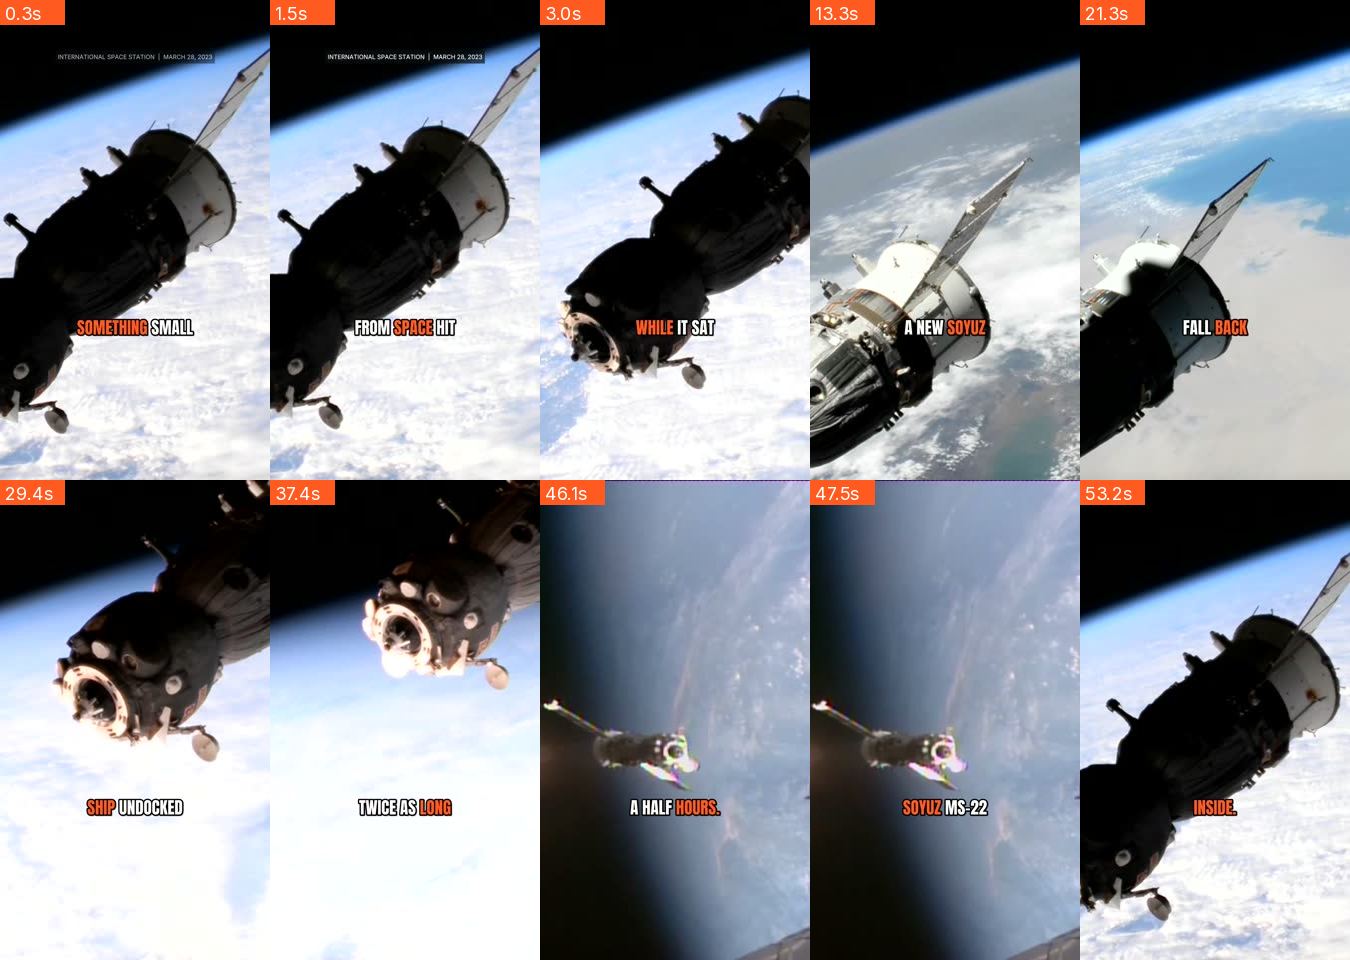 0.3s
INTERNATIONAL SPACE STATION | MARCH 28, 2023
SOMETHING SMALL
1.5s
INTERNATIONAL SPACE STATION | MARCH 28, 2023
FROM SPACE HIT
3.0s
WHILE IT SAT
13.3s
A NEW SOYUZ
21.3s
FALL BACK
29.4s
SHIP UNDOCKED
37.4s
TWICE AS LONG
46.1s
A HALF HOURS.
47.5s
SOYUZ MS-22
53.2s
INSIDE.